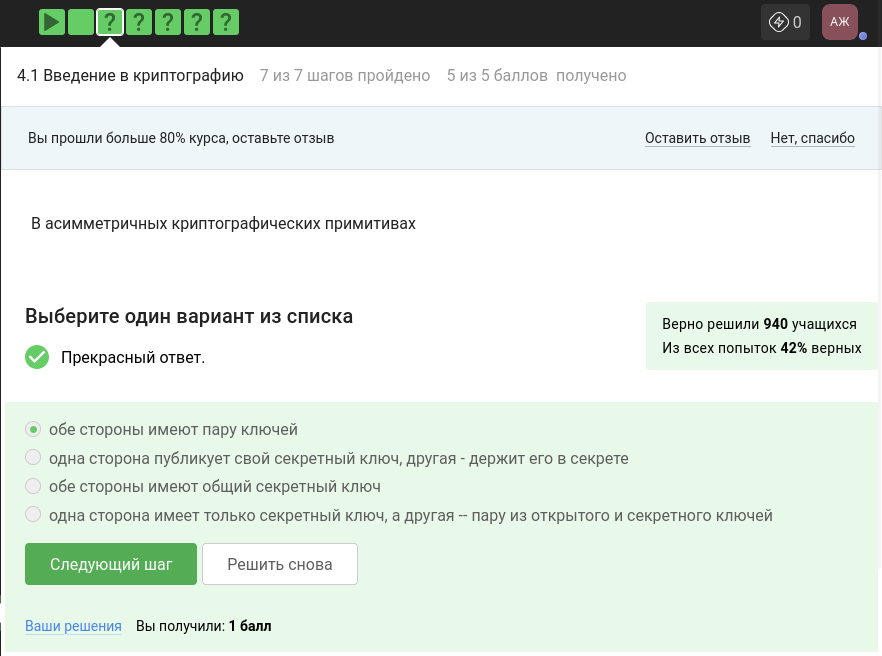 ? ? ? ? ?
0
АЖ
4.1 Введение в криптографию 7 из 7 шагов пройдено 5 из 5 баллов получено
Вы прошли больше 80% курса, оставьте отзыв Оставить отзыв Нет, спасибо
В асимметричных криптографических примитивах
Выберите один вариант из списка
Прекрасный ответ.
Верно решили 940 учащихся
Из всех попыток 42% верных
обе стороны имеют пару ключей
одна сторона публикует свой секретный ключ, другая - держит его в секрете
обе стороны имеют общий секретный ключ
одна сторона имеет только секретный ключ, а другая -- пару из открытого и секретного ключей
Следующий шаг Решить снова
Ваши решения Вы получили: 1 балл